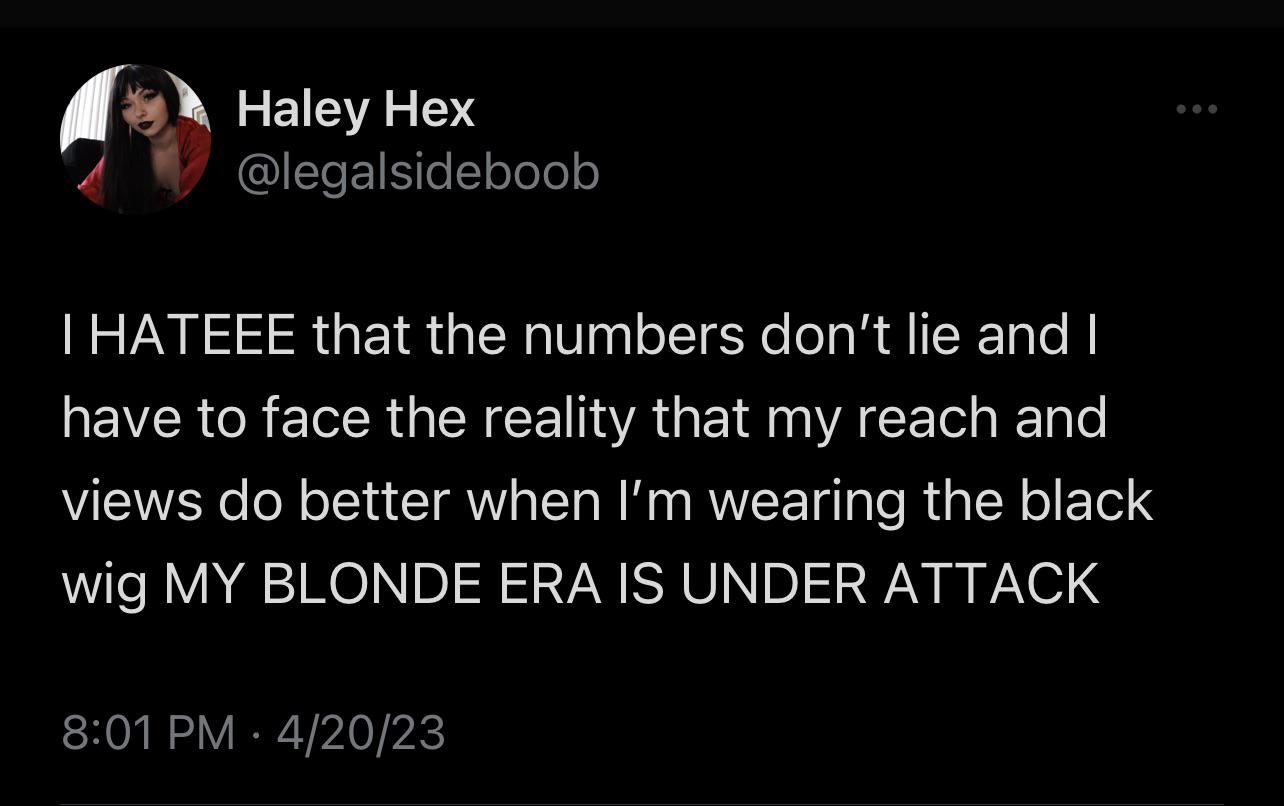 Haley Hex
@legalsideboob
I HATEEE that the numbers don’t lie and I
have to face the reality that my reach and
views do better when I’m wearing the black
wig MY BLONDE ERA IS UNDER ATTACK
8:01 PM · 4/20/23